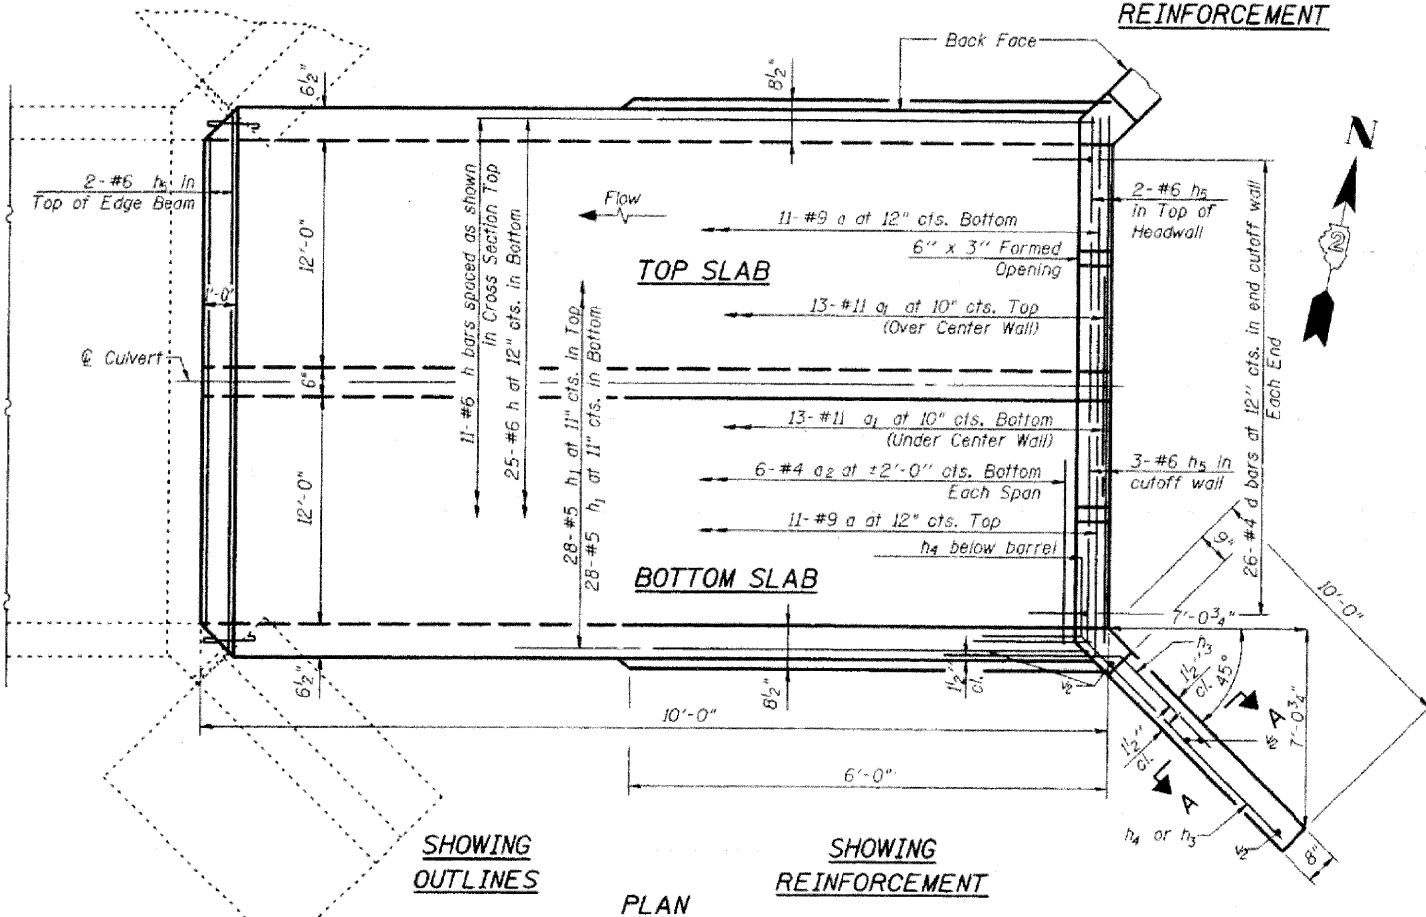 REINFORCEMENT
Back Face
6½"
8½"
N
2
2-#6 h5 in
Top of Edge Beam
12'-0"
1'-0"
11-#6 h bars spaced as shown
in Cross Section Top
25-#6 h at 12" cts. in Bottom
Flow
11-#9 a at 12" cts. Bottom
6" x 3" Formed
Opening
TOP SLAB
13-#11 a1 at 10" cts. Top
(Over Center Wall)
2-#6 h5
in Top of
Headwall
26-#4 d bars at 12" cts. in end cutoff wall
Each End
℄ Culvert
6"
28-#5 h1 at 11" cts. in Top
28-#5 h1 at 11" cts. in Bottom
13-#11 a1 at 10" cts. Bottom
(Under Center Wall)
6-#4 a2 at ±2'-0" cts. Bottom
Each Span
3-#6 h5 in
cutoff wall
12'-0"
11-#9 a at 12" cts. Top
h4 below barrel
BOTTOM SLAB
9"
10'-0"
7'-0¾"
h3
1½"
cl.
45°
6½"
8½"
1½"
cl.
v2
A
7'-0¾"
10'-0"
1½"
cl.
A
6'-0"
h4 or h3
v2
8"
SHOWING
OUTLINES
SHOWING
REINFORCEMENT
PLAN